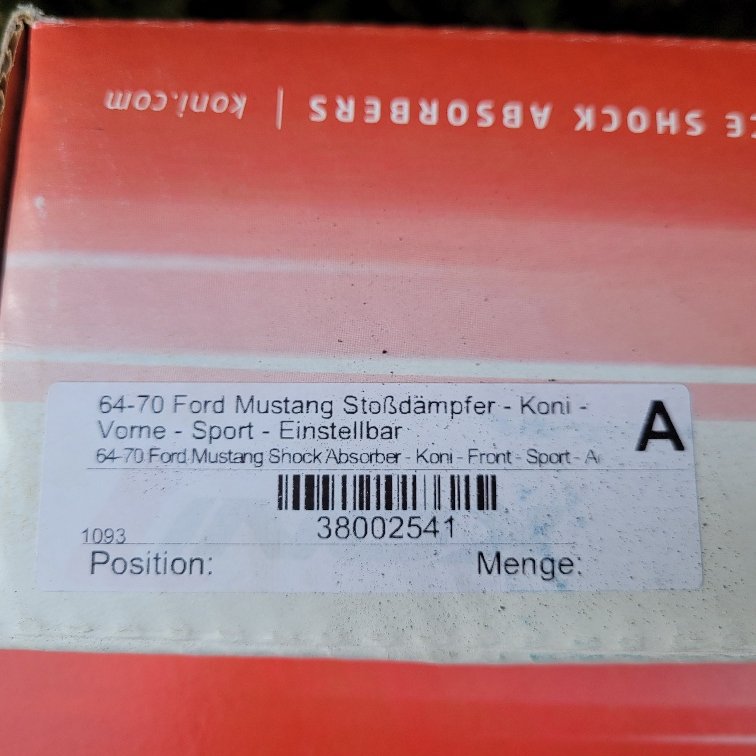 CE SHOCK ABSORBERS | koni.com
64-70 Ford Mustang Stoßdämpfer - Koni -
Vorne - Sport - Einstellbar
A
64-70 Ford Mustang Shock Absorber - Koni - Front - Sport - A
38002541
1093
Position: Menge: